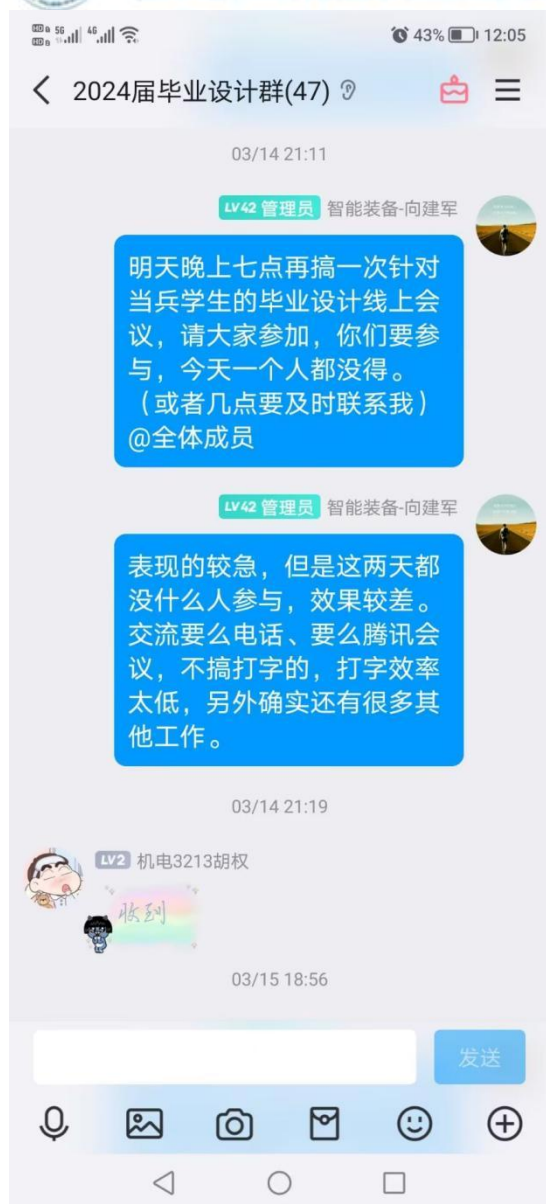 HD 5G 4G 43% 12:05
2024届毕业设计群(47)
03/14 21:11
LV42 管理员 智能装备-向建军
明天晚上七点再搞一次针对
当兵学生的毕业设计线上会
议，请大家参加，你们要参
与，今天一个人都没得。
（或者几点要及时联系我）
@全体成员
LV42 管理员 智能装备-向建军
表现的较急，但是这两天都
没什么人参与，效果较差。
交流要么电话、要么腾讯会
议，不搞打字的，打字效率
太低，另外确实还有很多其
他工作。
03/14 21:19
LV2 机电3213胡权
收到
03/15 18:56
发送